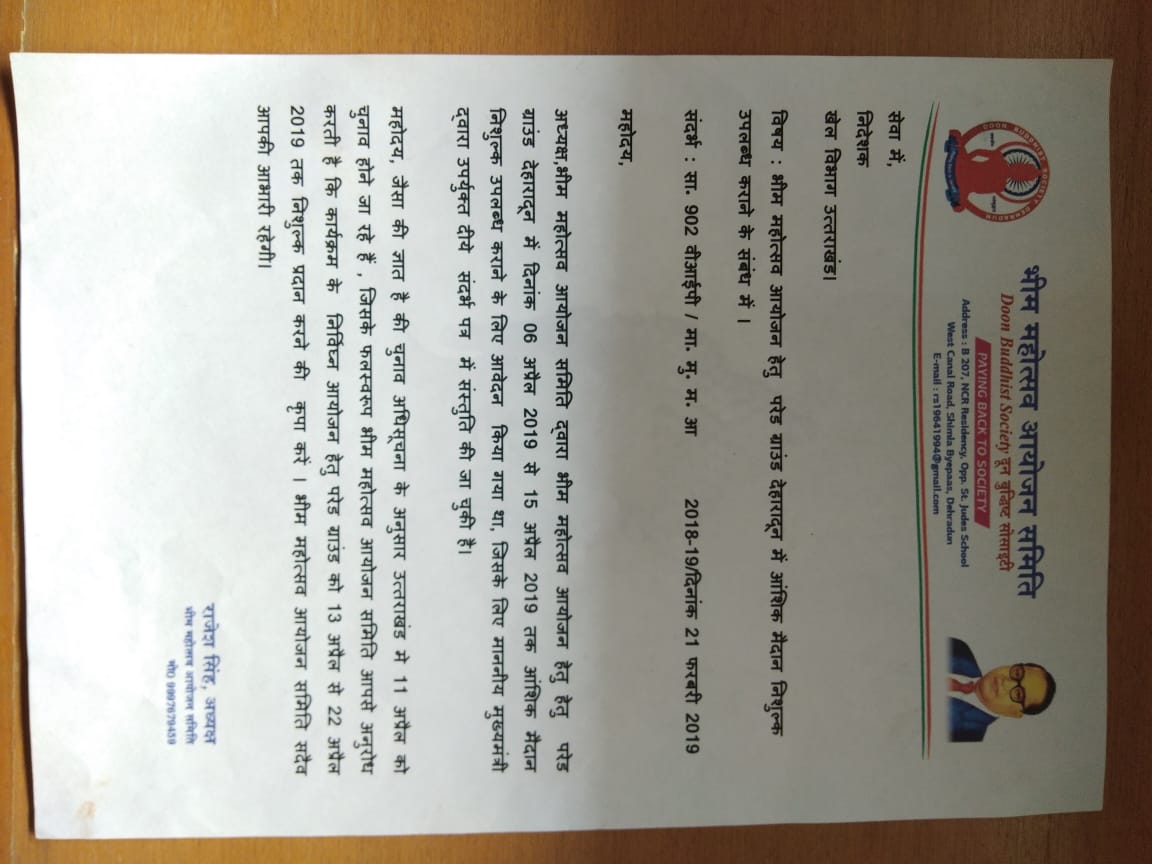 DOON BUDDHIST SOCIETY DEHRADUN
भीम महोत्सव आयोजन समिति
Doon Buddhist Society दून बुद्धिष्ट सोसाइटी
PAYING BACK TO SOCIETY
Address : B 207, NCR Residency, Opp. St. Judes School
West Canal Road, Shimla Byepaas, Dehradun
E-mail : rs19641994@gmail.com
सेवा में,
निदेशक
खेल विभाग उत्तराखंड।
विषय : भीम महोत्सव आयोजन हेतु परेड ग्राउंड देहारादून में आंशिक मैदान निशुल्क
उपलब्ध कराने के संबंध में ।
संदर्भ : सा. 902 वीआईपी / मा. मु. म. आ 2018-19/दिनांक 21 फरबरी 2019
महोदय,
अध्यक्ष,भीम महोत्सव आयोजन समिति द्वारा भीम महोत्सव आयोजन हेतु हेतु परेड
ग्राउंड देहारादून में दिनांक 06 अप्रैल 2019 से 15 अप्रैल 2019 तक आंशिक मैदान
निशुल्क उपलब्ध कराने के लिए आवेदन किया गया था, जिसके लिए माननीय मुख्यमंत्री
दवारा उपर्युक्त दीये संदर्भ पत्र में संस्तुति की जा चुकी है।
महोदय, जैसा की ज्ञात है की चुनाव अधिसूचना के अनुसार उत्तराखंड मे 11 अप्रैल को
चुनाव होने जा रहे हैं , जिसके फलस्वरूप भीम महोत्सव आयोजन समिति आपसे अनुरोध
करती है कि कार्यक्रम के निर्विघ्न आयोजन हेतु परेड ग्राउंड को 13 अप्रैल से 22 अप्रैल
2019 तक निशुल्क प्रदान करने की कृपा करें । भीम महोत्सव आयोजन समिति सदैव
आपकी आभारी रहेगी।
राजेश सिंह, अध्यक्ष
भीम महोत्सव आयोजन समिति
मो0 9997679459